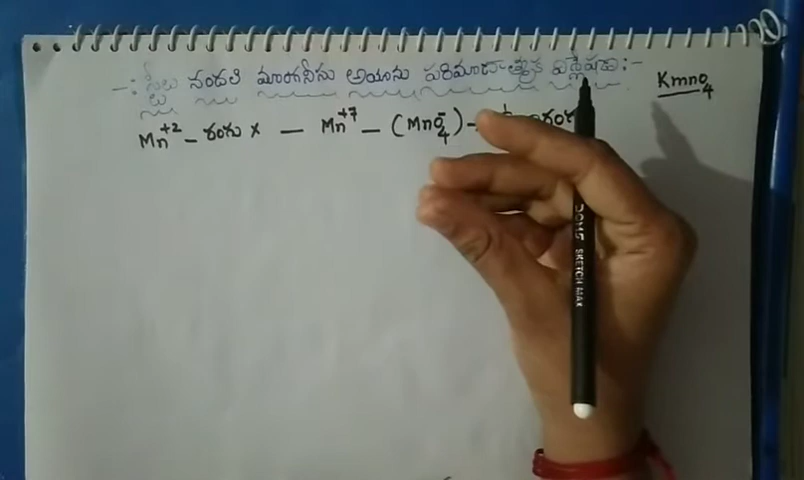 -: స్టీలు నందలి మాంగనీసు అయాను పరిమాణాత్మక విశ్లేషణ :-
Kmno4
Mn+2 - రంగు x - Mn+7 - (MnO4-) -